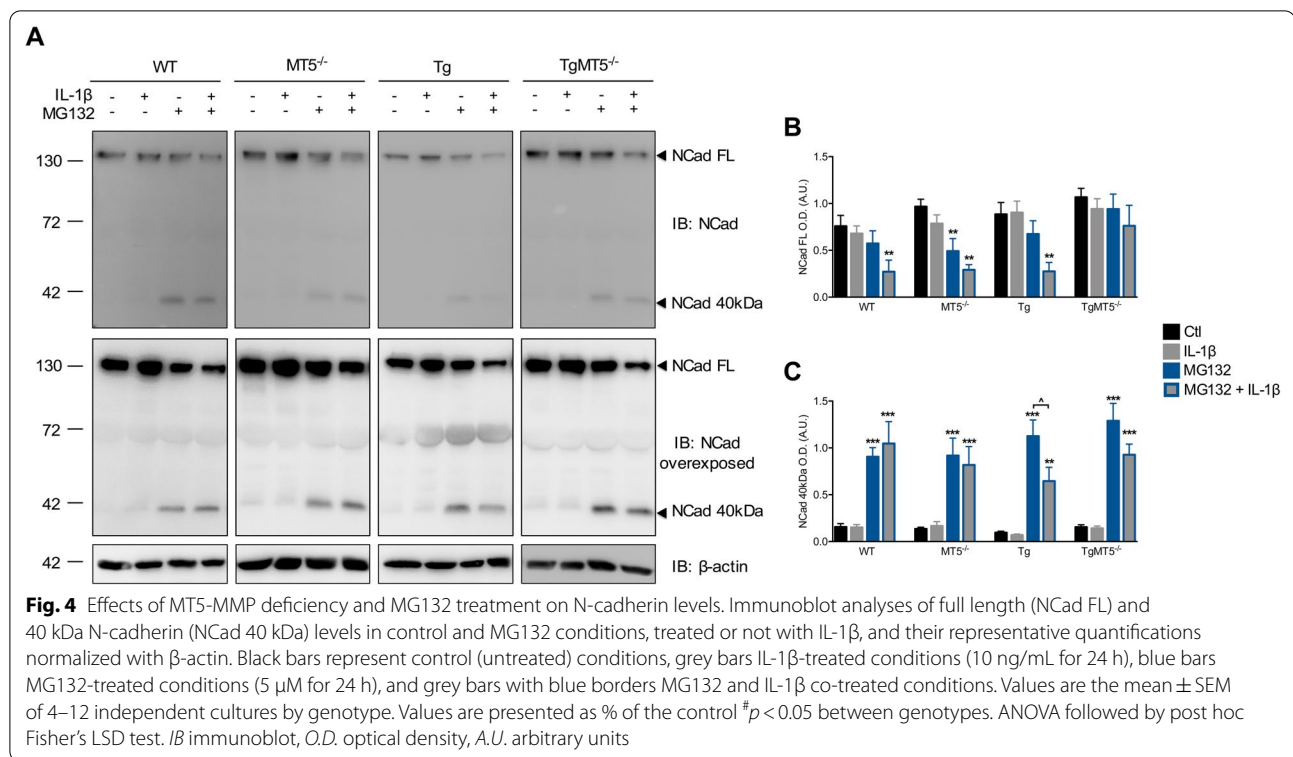 A
WT MT5-/- Tg TgMT5-/-
IL-1β - + - + - + - + - + - + - + - +
MG132 - - + + - - + + - - + + - - + +
130
72
42
NCad FL
IB: NCad
NCad 40kDa
130
72
42
NCad FL
IB: NCad
overexposed
NCad 40kDa
42
IB: β-actin
B
NCad FL O.D. (A.U.)
1.5
1.0
0.5
0.0
** ** ** **
WT MT5-/- Tg TgMT5-/-
C
NCad 40kDa O.D. (A.U.)
1.5
1.0
0.5
0.0
*** *** *** *** *** ^ ** *** ***
WT MT5-/- Tg TgMT5-/-
Ctl
IL-1β
MG132
MG132 + IL-1β
Fig. 4 Effects of MT5-MMP deficiency and MG132 treatment on N-cadherin levels. Immunoblot analyses of full length (NCad FL) and
40 kDa N-cadherin (NCad 40 kDa) levels in control and MG132 conditions, treated or not with IL-1β, and their representative quantifications
normalized with β-actin. Black bars represent control (untreated) conditions, grey bars IL-1β-treated conditions (10 ng/mL for 24 h), blue bars
MG132-treated conditions (5 μM for 24 h), and grey bars with blue borders MG132 and IL-1β co-treated conditions. Values are the mean ± SEM
of 4–12 independent cultures by genotype. Values are presented as % of the control #p < 0.05 between genotypes. ANOVA followed by post hoc
Fisher's LSD test. IB immunoblot, O.D. optical density, A.U. arbitrary units